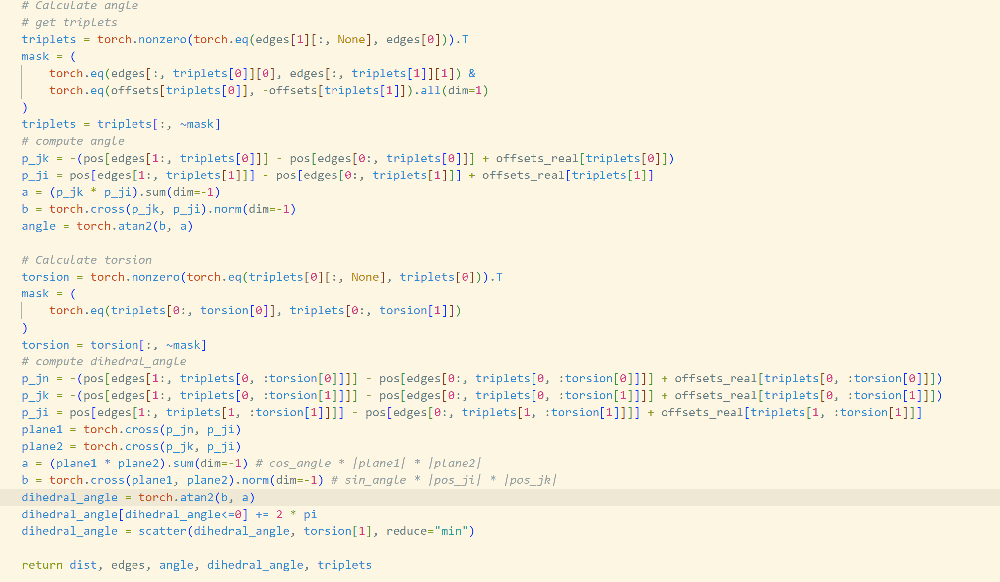 # Calculate angle
# get triplets
triplets = torch.nonzero(torch.eq(edges[1][:, None], edges[0])).T
mask = (
    torch.eq(edges[:, triplets[0]][0], edges[:, triplets[1]][1]) &
    torch.eq(offsets[triplets[0]], -offsets[triplets[1]]).all(dim=1)
)
triplets = triplets[:, ~mask]
# compute angle
p_jk = -(pos[edges[1:, triplets[0]]] - pos[edges[0:, triplets[0]]] + offsets_real[triplets[0]])
p_ji = pos[edges[1:, triplets[1]]] - pos[edges[0:, triplets[1]]] + offsets_real[triplets[1]]
a = (p_jk * p_ji).sum(dim=-1)
b = torch.cross(p_jk, p_ji).norm(dim=-1)
angle = torch.atan2(b, a)

# Calculate torsion
torsion = torch.nonzero(torch.eq(triplets[0][:, None], triplets[0])).T
mask = (
    torch.eq(triplets[0:, torsion[0]], triplets[0:, torsion[1]])
)
torsion = torsion[:, ~mask]
# compute dihedral_angle
p_jn = -(pos[edges[1:, triplets[0, :torsion[0]]]] - pos[edges[0:, triplets[0, :torsion[0]]]] + offsets_real[triplets[0, :torsion[0]]])
p_jk = -(pos[edges[1:, triplets[0, :torsion[1]]]] - pos[edges[0:, triplets[0, :torsion[1]]]] + offsets_real[triplets[0, :torsion[1]]])
p_ji = pos[edges[1:, triplets[1, :torsion[1]]]] - pos[edges[0:, triplets[1, :torsion[1]]]] + offsets_real[triplets[1, :torsion[1]]]
plane1 = torch.cross(p_jn, p_ji)
plane2 = torch.cross(p_jk, p_ji)
a = (plane1 * plane2).sum(dim=-1) # cos_angle * |plane1| * |plane2|
b = torch.cross(plane1, plane2).norm(dim=-1) # sin_angle * |pos_ji| * |pos_jk|
dihedral_angle = torch.atan2(b, a)
dihedral_angle[dihedral_angle<=0] += 2 * pi
dihedral_angle = scatter(dihedral_angle, torsion[1], reduce="min")

return dist, edges, angle, dihedral_angle, triplets